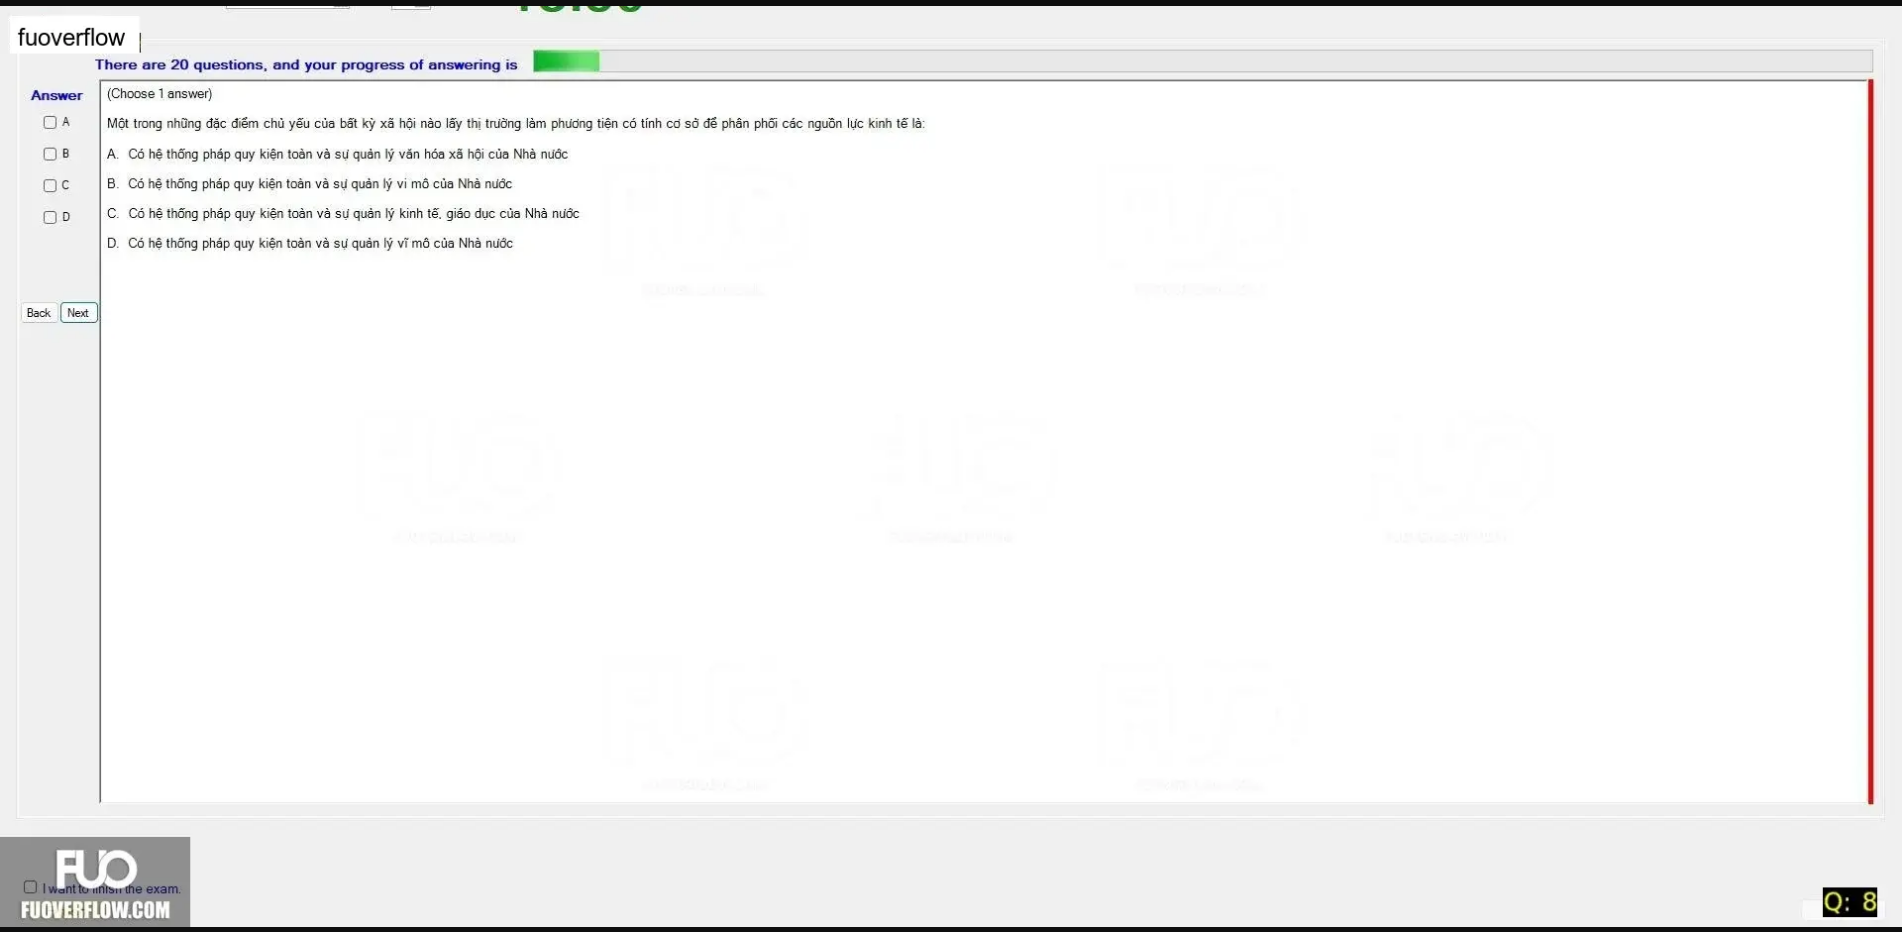 fuoverflow
There are 20 questions, and your progress of answering is
Answer
(Choose 1 answer)
A
Một trong những đặc điểm chủ yếu của bất kỳ xã hội nào lấy thị trường làm phương tiện có tính cơ sở để phân phối các nguồn lực kinh tế là:
B
A. Có hệ thống pháp quy kiện toàn và sự quản lý văn hóa xã hội của Nhà nước
C
B. Có hệ thống pháp quy kiện toàn và sự quản lý vi mô của Nhà nước
D
C. Có hệ thống pháp quy kiện toàn và sự quản lý kinh tế, giáo dục của Nhà nước
D. Có hệ thống pháp quy kiện toàn và sự quản lý vĩ mô của Nhà nước
Back Next
FUO
I want to finish the exam.
FUOVERFLOW.COM
Q: 8